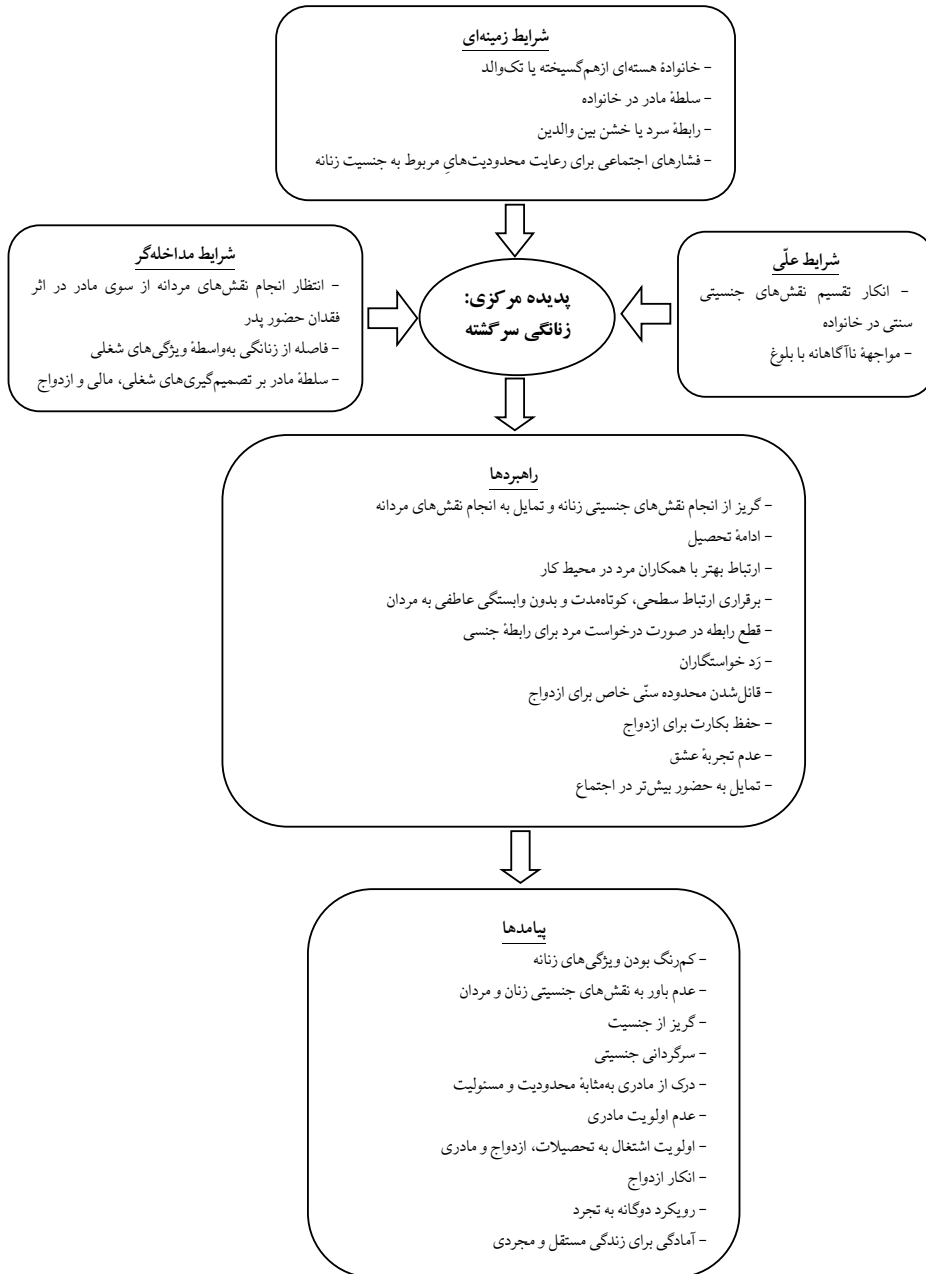 شرایط زمینه‌ای
- خانوادهٔ هسته‌ای ازهم‌گسیخته یا تک‌والد
- سلطهٔ مادر در خانواده
- رابطهٔ سرد یا خشن بین والدین
- فشارهای اجتماعی برای رعایت محدودیت‌هایِ مربوط به جنسیت زنانه
شرایط علّی
- انکار تقسیم نقش‌های جنسیتی
سنتی در خانواده
- مواجههٔ ناآگاهانه با بلوغ
پدیده مرکزی:
زنانگی سرگشته
شرایط مداخله‌گر
- انتظار انجام نقش‌های مردانه از سوی مادر در اثر
فقدان حضور پدر
- فاصله از زنانگی به‌واسطهٔ ویژگی‌های شغلی
- سلطهٔ مادر بر تصمیم‌گیری‌های شغلی، مالی و ازدواج
راهبردها
- گریز از انجام نقش‌های جنسیتی زنانه و تمایل به انجام نقش‌های مردانه
- ادامهٔ تحصیل
- ارتباط بهتر با همکاران مرد در محیط کار
- برقراری ارتباط سطحی، کوتاه‌مدت و بدون وابستگی عاطفی به مردان
- قطع رابطه در صورت درخواست مرد برای رابطهٔ جنسی
- رَد خواستگاران
- قائل‌شدن محدوده سنّی خاص برای ازدواج
- حفظ بکارت برای ازدواج
- عدم تجربهٔ عشق
- تمایل به حضور بیش‌تر در اجتماع
پیامدها
- کم‌رنگ بودن ویژگی‌های زنانه
- عدم باور به نقش‌های جنسیتی زنان و مردان
- گریز از جنسیت
- سرگردانی جنسیتی
- درک از مادری به‌مثابهٔ محدودیت و مسئولیت
- عدم اولویت مادری
- اولویت اشتغال به تحصیلات، ازدواج و مادری
- انکار ازدواج
- رویکرد دوگانه به تجرد
- آمادگی برای زندگی مستقل و مجردی